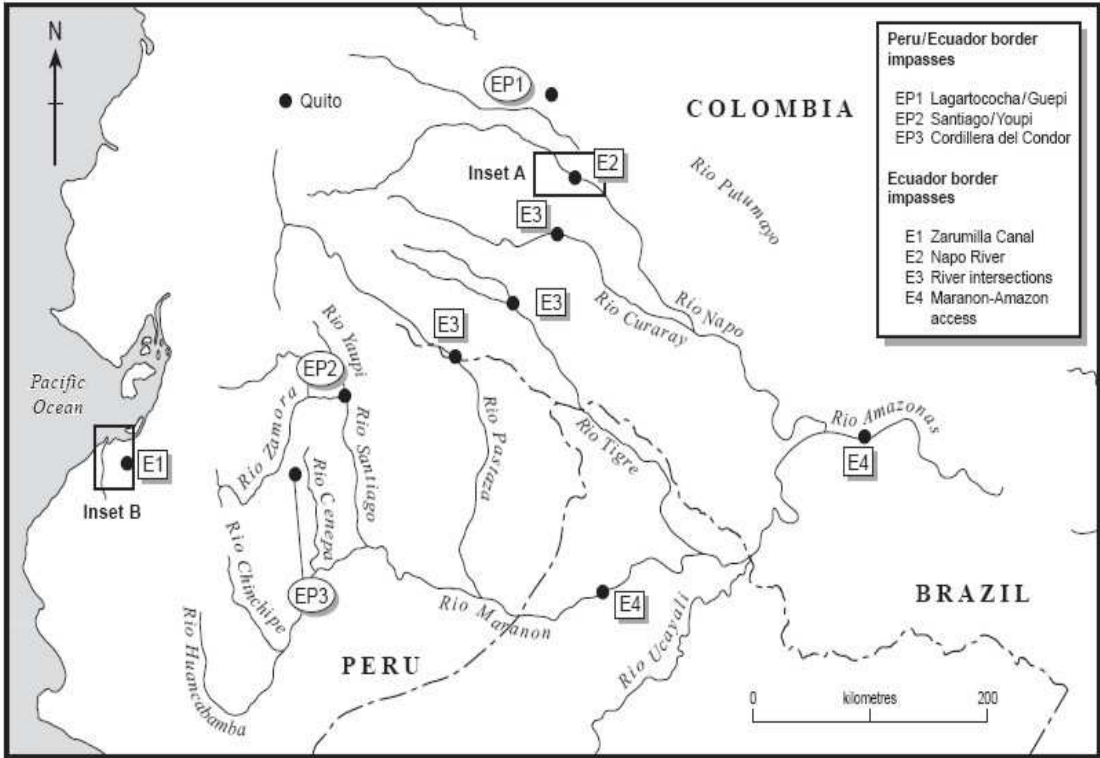 N
Quito
EP1
COLOMBIA
Peru/Ecuador border
impasses
EP1 Lagartococha/Guepi
EP2 Santiago/Youpi
EP3 Cordillera del Condor
Ecuador border
impasses
E1 Zarumilla Canal
E2 Napo River
E3 River intersections
E4 Maranon-Amazon
access
Inset A
E2
Rio Putumayo
E3
E3
Rio Curaray
Rio Napo
E3
Rio Yaupi
EP2
Pacific
Ocean
Rio Zamora
Rio Santiago
Rio Pastaza
Rio Tigre
Rio Amazonas
E4
E1
Inset B
Rio Cenepa
Rio Chinchipe
EP3
Rio Huancabamba
Rio Maranon
E4
Rio Ucayali
BRAZIL
PERU
0 kilometres 200